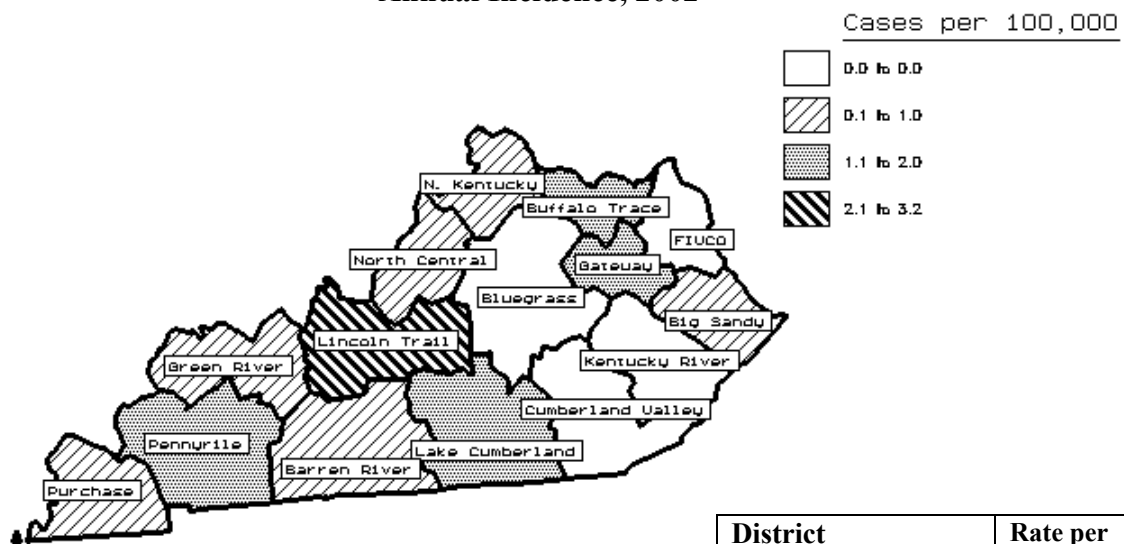 Annual Incidence, 2002
Cases per 100,000
0.0 to 0.0
0.1 to 1.0
1.1 to 2.0
2.1 to 3.2
N. Kentucky
Buffalo Trace
FIVCO
North Central
Gateway
Bluegrass
Big Sandy
Lincoln Trail
Kentucky River
Green River
Cumberland Valley
Pennyrile
Lake Cumberland
Barren River
Purchase
District
Rate per